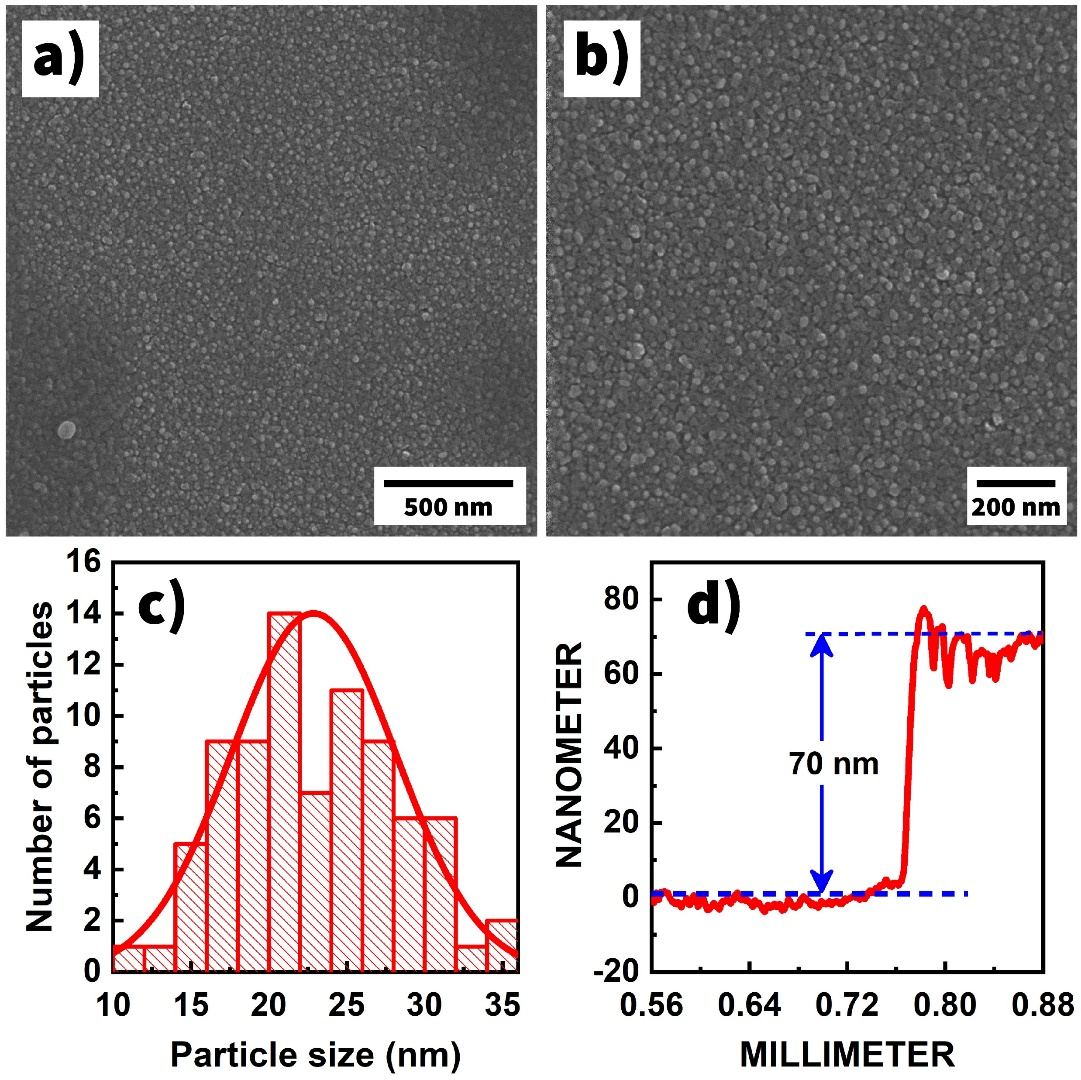 a)
b)
500 nm
200 nm
c)
16
14
12
10
8
6
4
2
0
Number of particles
10 15 20 25 30 35
Particle size (nm)
d)
80
60
40
20
0
-20
NANOMETER
70 nm
0.56 0.64 0.72 0.80 0.88
MILLIMETER